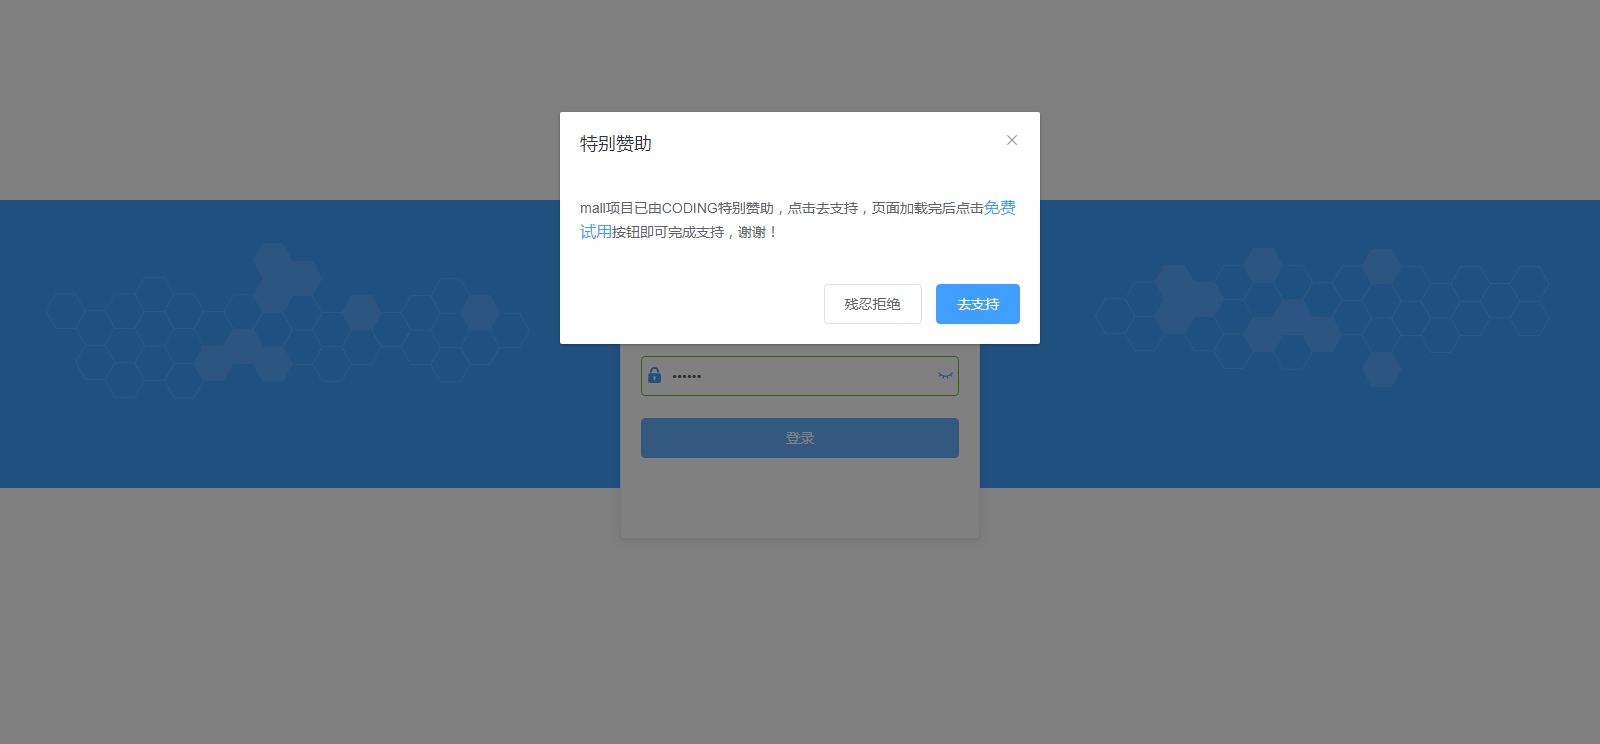 特别赞助
mall项目已由CODING特别赞助，点击去支持，页面加载完后点击免费
试用按钮即可完成支持，谢谢！
残忍拒绝
去支持
••••••
登录